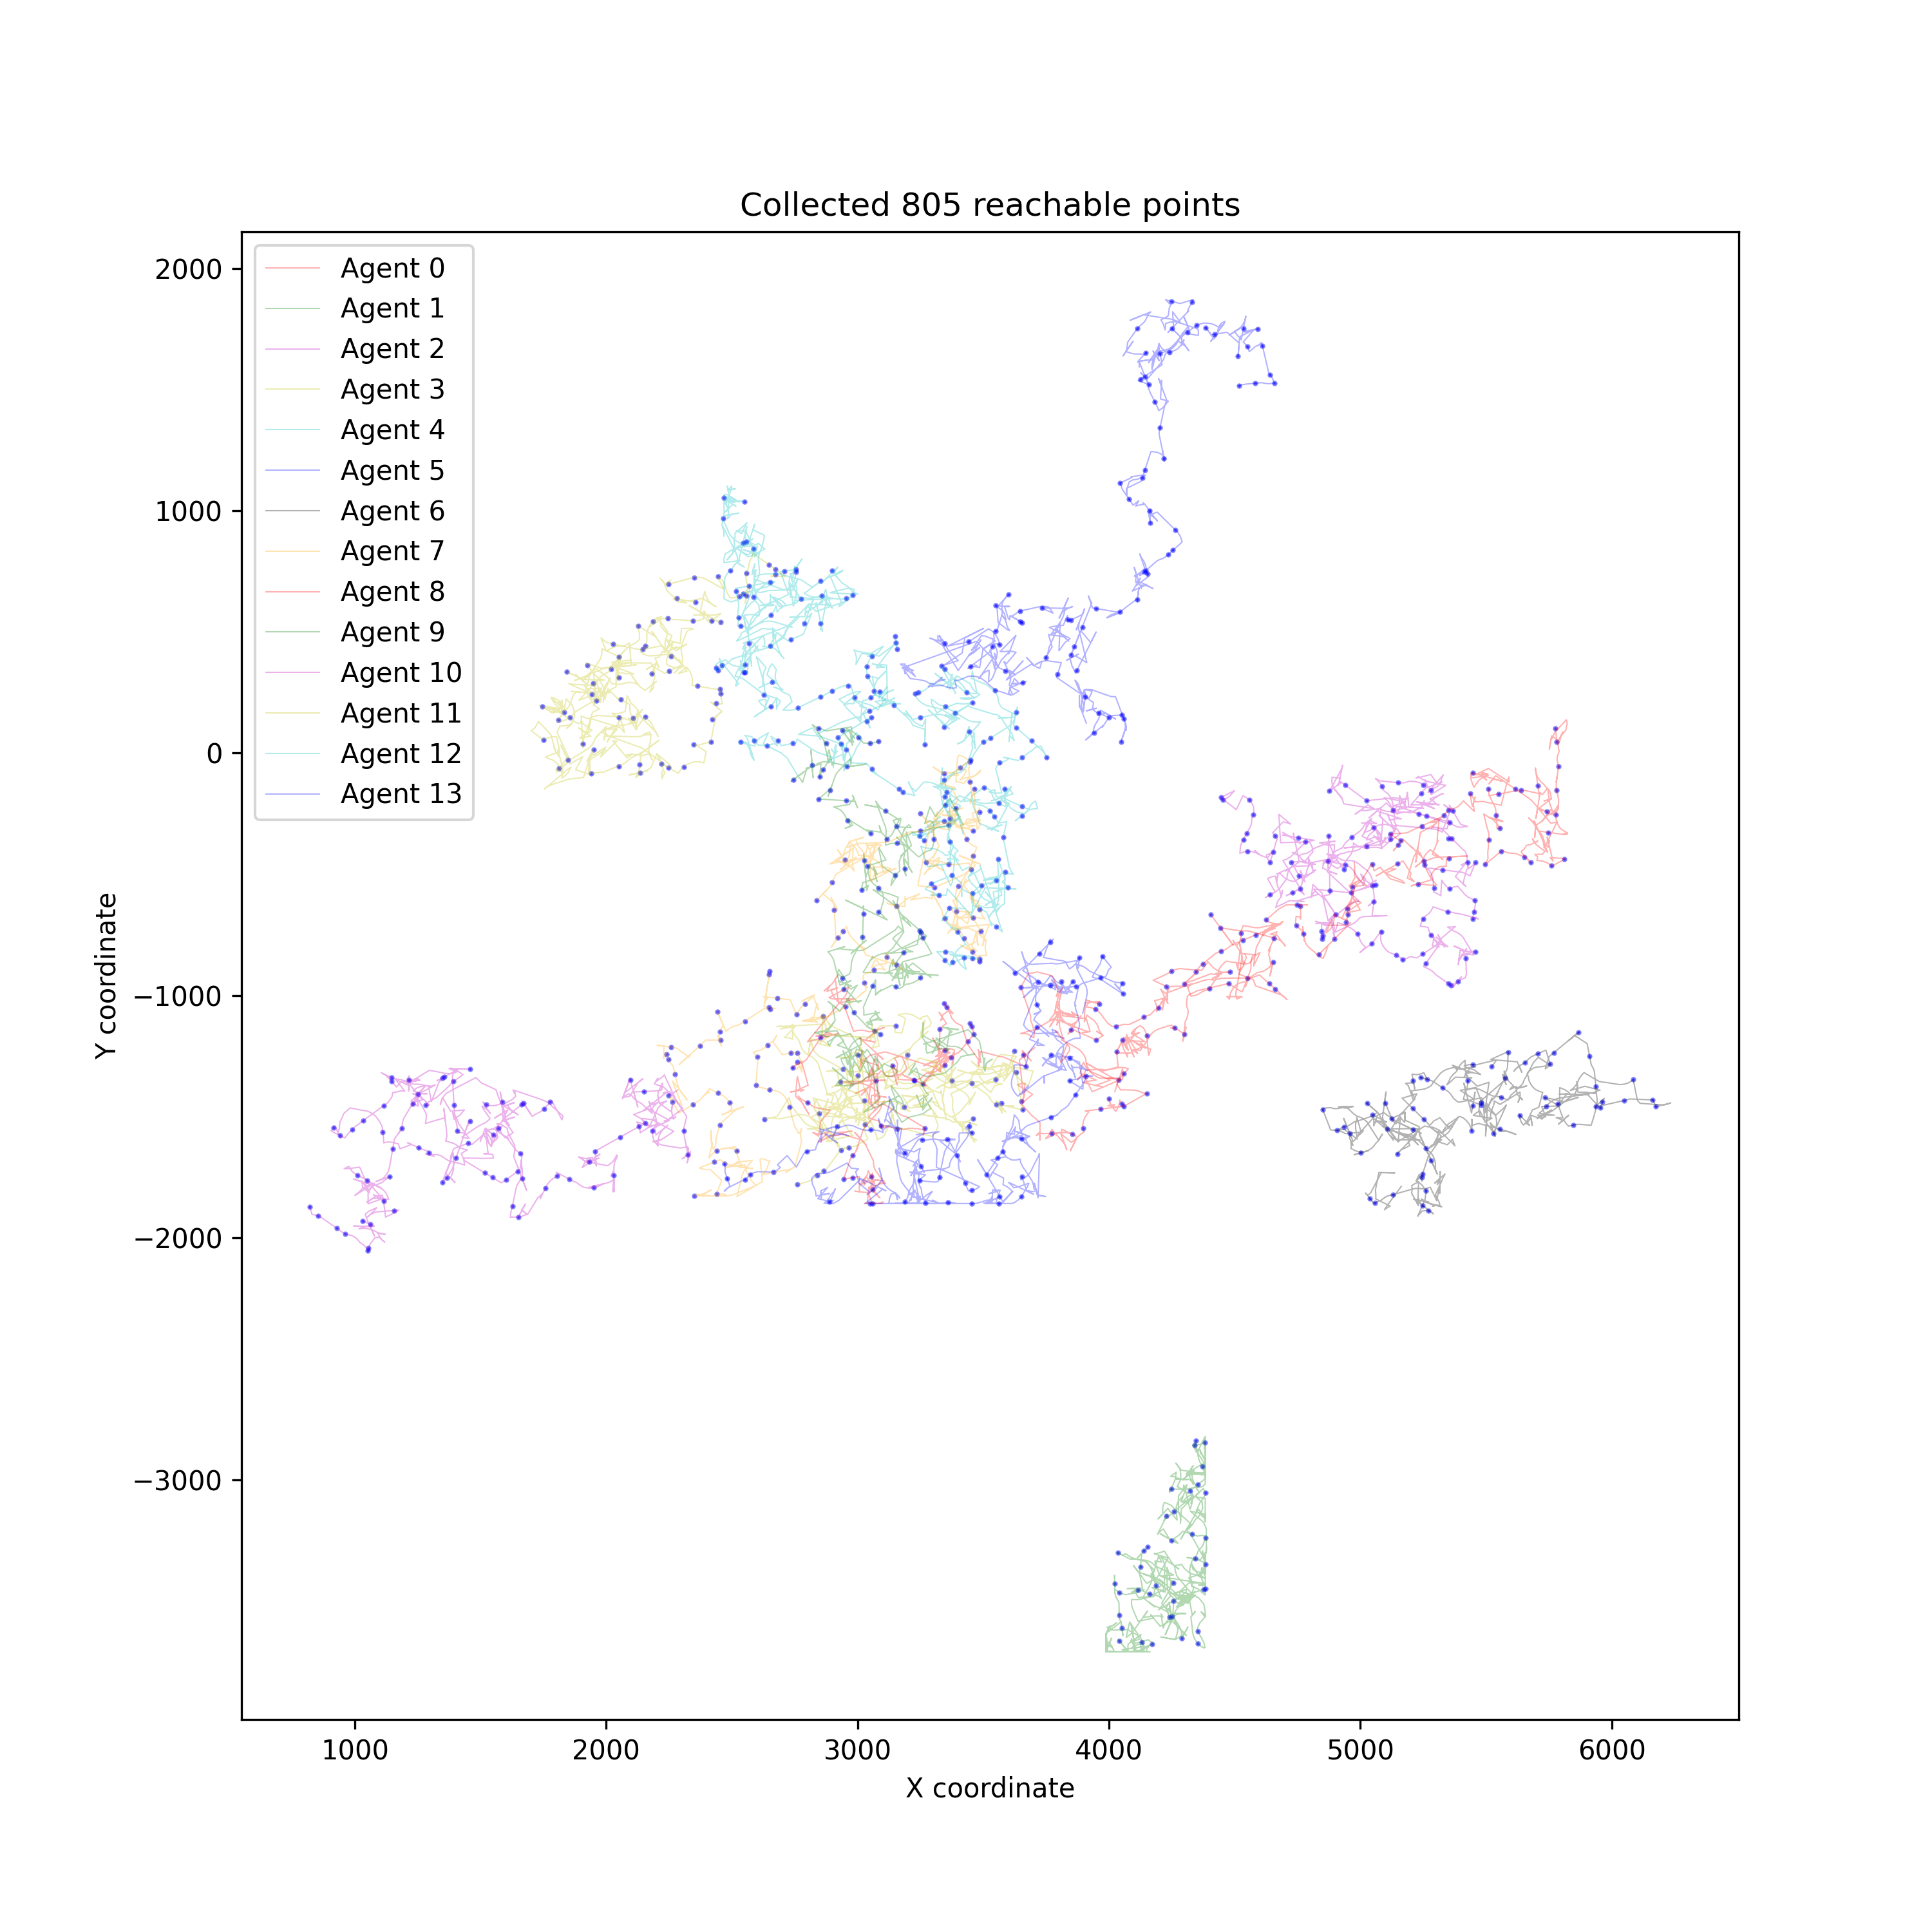 Collected 805 reachable points
Agent 0
Agent 1
Agent 2
Agent 3
Agent 4
Agent 5
Agent 6
Agent 7
Agent 8
Agent 9
Agent 10
Agent 11
Agent 12
Agent 13
2000
1000
0
−1000
−2000
−3000
Y coordinate
1000 2000 3000 4000 5000 6000
X coordinate